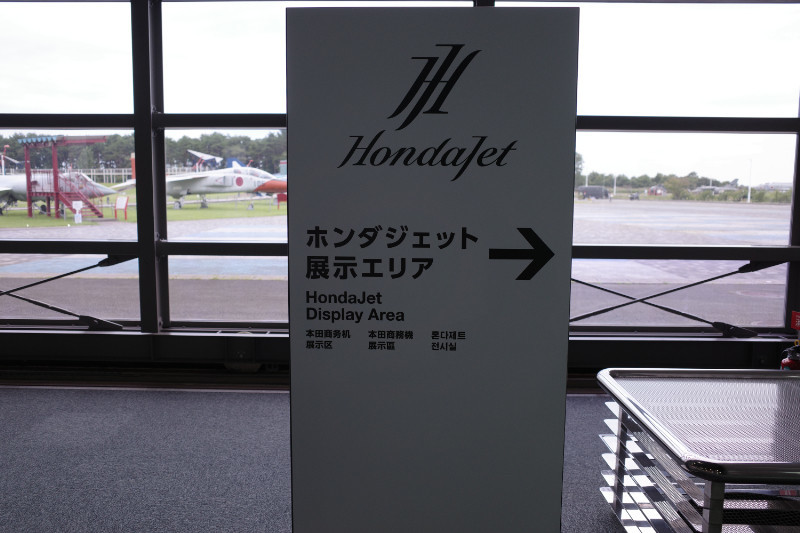 HondaJet
ホンダジェット
展示エリア
HondaJet
Display Area
本田商务机
展示区
本田商務機
展示區
혼다제트
전시실